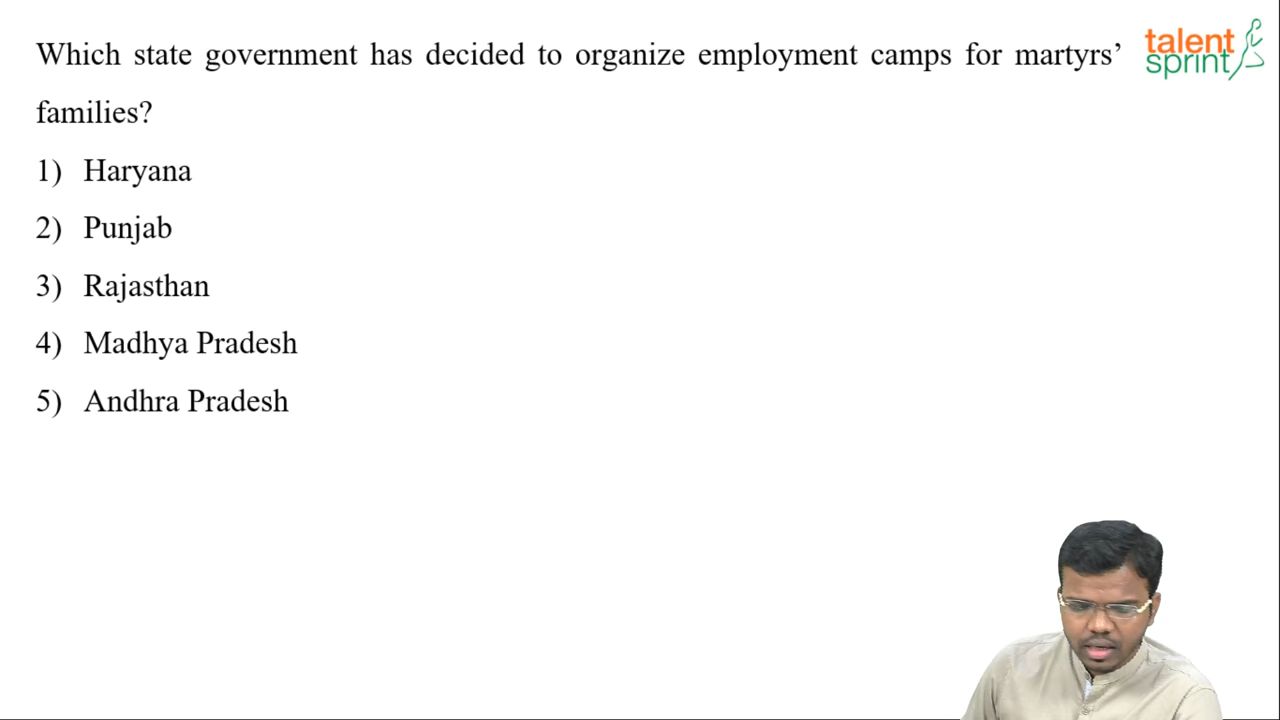 Which state government has decided to organize employment camps for martyrs’
families?
1) Haryana
2) Punjab
3) Rajasthan
4) Madhya Pradesh
5) Andhra Pradesh
talent
sprint